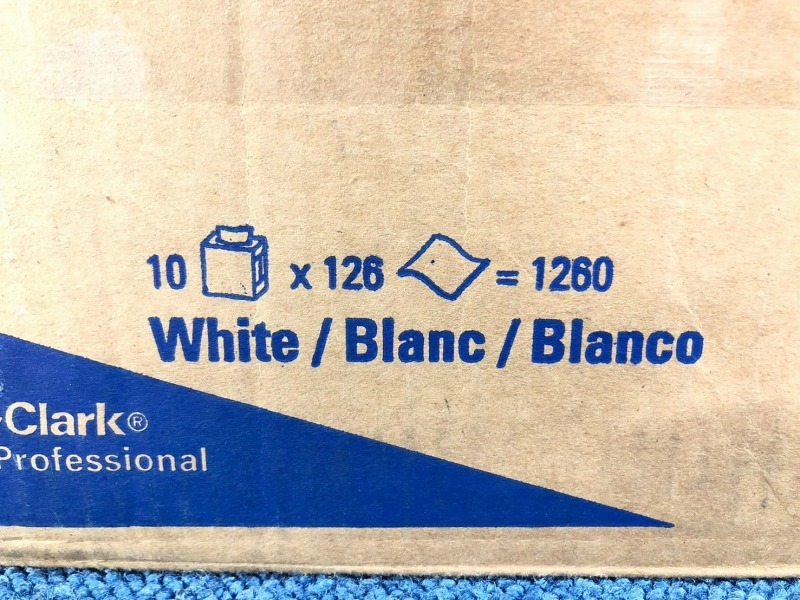 10 x 126 = 1260
White / Blanc / Blanco
-Clark®
Professional